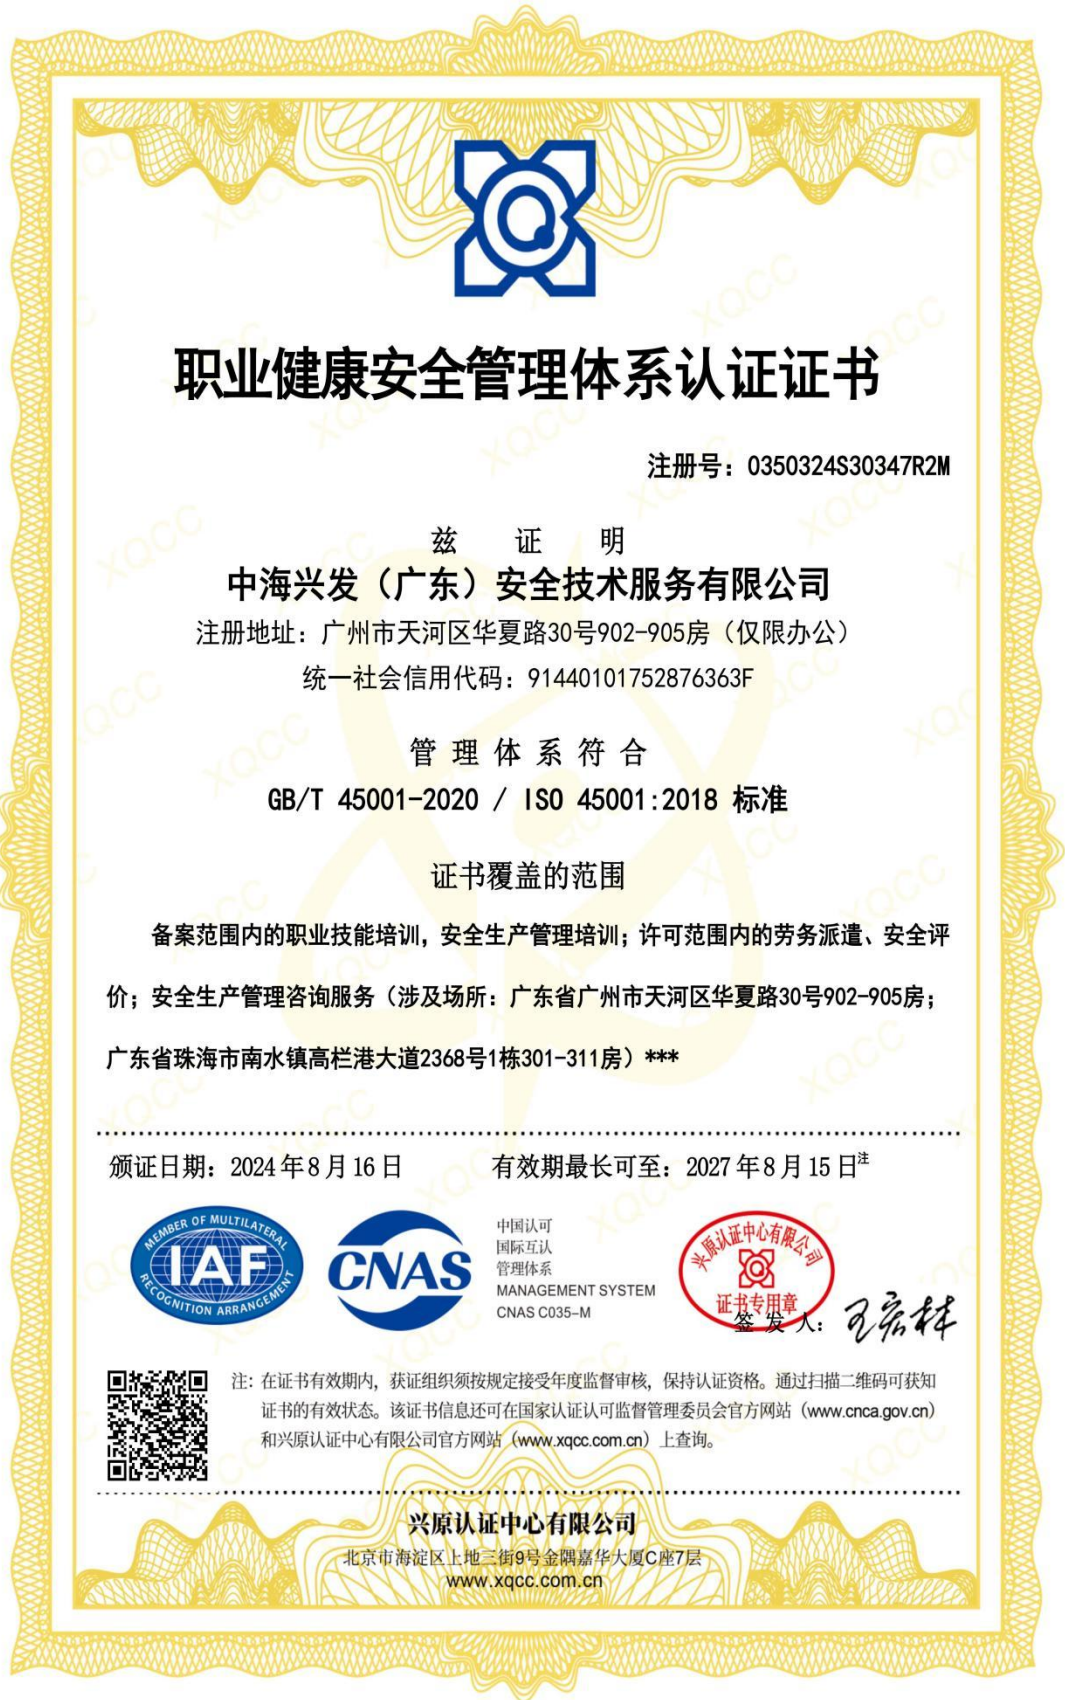 职业健康安全管理体系认证证书
注册号：0350324S30347R2M
兹 证 明
中海兴发（广东）安全技术服务有限公司
注册地址：广州市天河区华夏路30号902-905房（仅限办公）
统一社会信用代码：91440101752876363F
管 理 体 系 符 合
GB/T 45001-2020 / ISO 45001:2018 标准
证书覆盖的范围
备案范围内的职业技能培训，安全生产管理培训；许可范围内的劳务派遣、安全评
价；安全生产管理咨询服务（涉及场所：广东省广州市天河区华夏路30号902-905房；
广东省珠海市南水镇高栏港大道2368号1栋301-311房）***
颁证日期：2024年8月16日 有效期最长可至：2027年8月15日注
MEMBER OF MULTILATERAL
IAF
RECOGNITION ARRANGEMENT
CNAS
中国认可
国际互认
管理体系
MANAGEMENT SYSTEM
CNAS C035-M
兴原认证中心有限公司
证书专用章
签 发 人：王宏林
注：在证书有效期内，获证组织须按规定接受年度监督审核，保持认证资格。通过扫描二维码可获知
证书的有效状态。该证书信息还可在国家认证认可监督管理委员会官方网站（www.cnca.gov.cn）
和兴原认证中心有限公司官方网站（www.xqcc.com.cn）上查询。
兴原认证中心有限公司
北京市海淀区上地三街9号金隅嘉华大厦C座7层
www.xqcc.com.cn